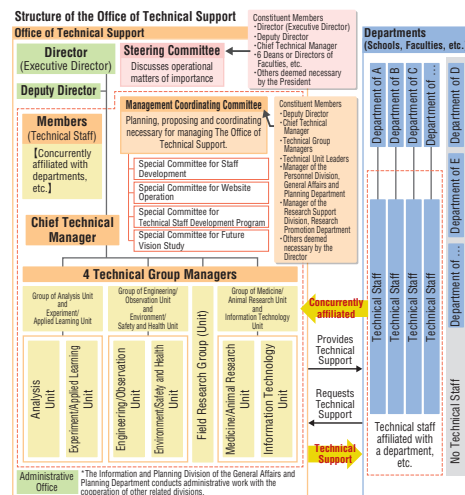 Structure of the Office of Technical Support
Office of Technical Support
Director
(Executive Director)
Deputy Director
Steering Committee
Discusses operational
matters of importance
Constituent Members
・Director (Executive Director)
・Deputy Director
・Chief Technical Manager
・6 Deans or Directors of
Faculties, etc.
・Others deemed necessary
by the President
Members
(Technical Staff)
【Concurrently
affiliated with
departments,
etc.】
Management Coordinating Committee
Planning, proposing and coordinating
necessary for managing The Office of
Technical Support.
Special Committee for Staff
Development
Special Committee for Website
Operation
Special Committee for
Technical Staff Development Program
Special Committee for Future
Vision Study
Constituent Members
・Deputy Director
・Chief Technical
Manager
・Technical Group
Managers
・Technical Unit Leaders
・Manager of the
Personnel Division,
General Affairs and
Planning Department
・Manager of the
Research Support
Division, Research
Promotion Department
・Others deemed
necessary by the
Director
Chief Technical
Manager
4 Technical Group Managers
Group of Analysis Unit
and
Experiment/
Applied Learning Unit
Group of Engineering/
Observation Unit
and
Environment/
Safety and Health Unit
Field Research Group (Unit)
Group of Medicine/
Animal Research Unit
and
Information Technology
Unit
Analysis
Unit
Experiment/Applied Learning
Unit
Engineering/Observation
Unit
Environment/Safety and Health
Unit
Medicine/Animal Research
Unit
Information Technology
Unit
Administrative
Office
*The Information and Planning Division of the General Affairs and
Planning Department conducts administrative work with the
cooperation of other related divisions.
Concurrently
affiliated
Provides
Technical
Support
Requests
Technical
Support
Technical
Support
Departments
(Schools, Faculties, etc.)
Department of A
Department of B
Department of C
Department of ...
Department of D
Department of E
Department of ...
No Technical Staff
Technical Staff
Technical Staff
Technical Staff
Technical Staff
Technical staff
affiliated with
a department,
etc.